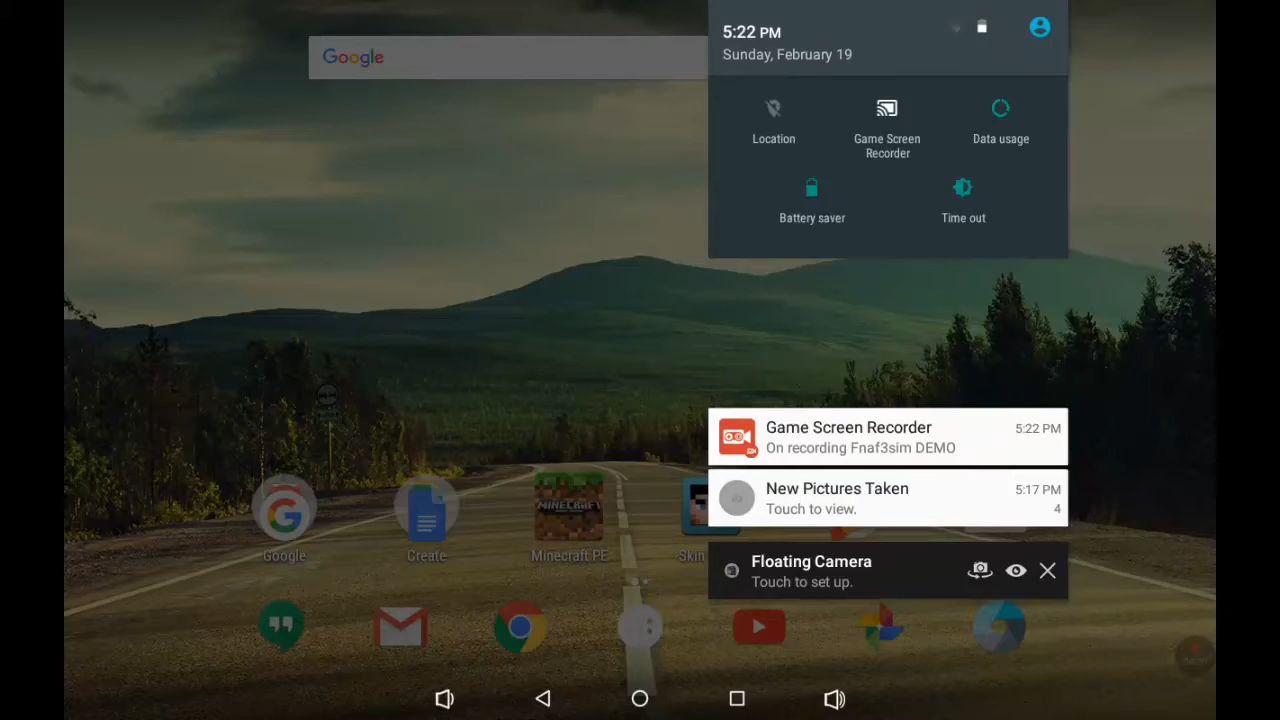 5:22 PM
Sunday, February 19
Google
Location
Game Screen
Recorder
Data usage
Battery saver
Time out
Game Screen Recorder
5:22 PM
On recording Fnaf3sim DEMO
New Pictures Taken
5:17 PM
Touch to view.
4
MINECRAFT
Google
Create
Minecraft PE
Skin
Floating Camera
Touch to set up.